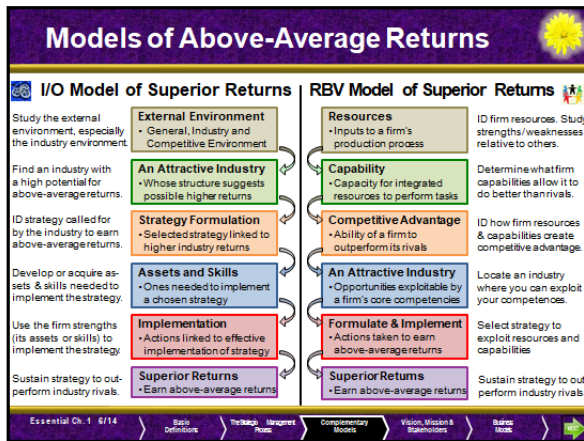 Models of Above-Average Returns
I/O Model of Superior Returns
Study the external
environment, especially
the industry environment
External Environment
• General, Industry and
Competitive Environment
Find an industry with
a high potential for
above-average returns.
An Attractive Industry
• Whose structure suggests
possible higher returns
ID strategy called for
by the industry to earn
above-average returns.
Strategy Formulation
• Selected strategy linked to
higher industry returns
Develop or acquire as-
sets & skills needed to
implement the strategy.
Assets and Skills
• Ones needed to implement
a chosen strategy
Use the firm strengths
(its assets or skills) to
implement the strategy.
Implementation
• Actions linked to effective
implementation of strategy
Sustain strategy to out-
perform industry rivals.
Superior Returns
• Earn above-average returns
RBV Model of Superior Returns
Resources
• Inputs to a firm's
production process
ID firm resources. Study
strengths/weaknesses
relative to others.
Capability
• Capacity for integrated
resources to perform tasks
Determine what firm
capabilities allow it to
do better than rivals.
Competitive Advantage
• Ability of a firm to
outperform its rivals
ID how firm resources
& capabilities create
competitive advantage.
An Attractive Industry
• Opportunities exploitable by
a firm's core competencies
Locate an industry
where you can exploit
your competences.
Formulate & Implement
• Actions taken to earn
above-average returns
Select strategy to
exploit resources and
capabilities
Superior Returns
• Earn above-average returns
Sustain strategy to out
perform industry rivals
Essential Ch. 1 6/14
Basic
Definitions
The Strategic Management
Process
Complementary
Models
Vision, Mission &
Stakeholders
Business
Models
NEXT